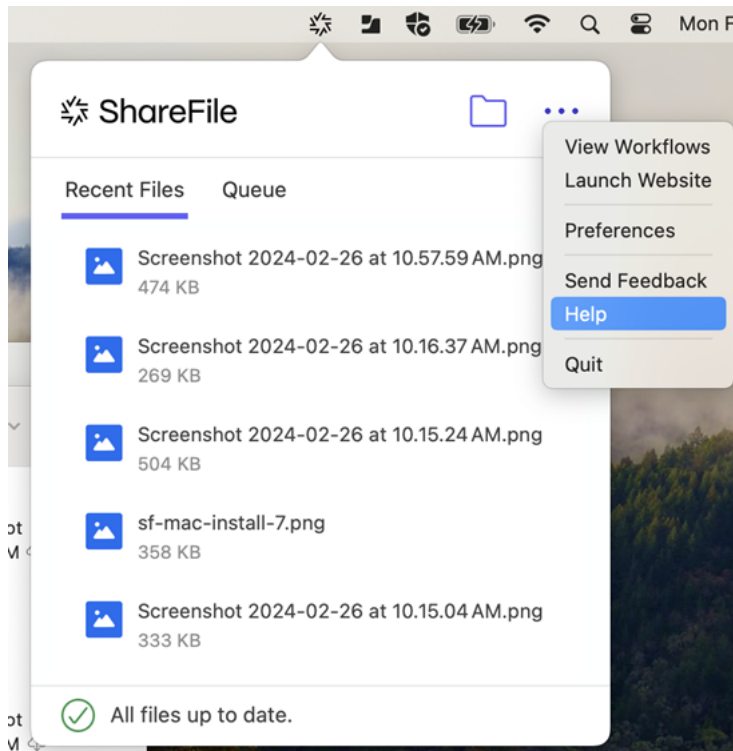 Mon F
ShareFile
View Workflows
Launch Website
Preferences
Send Feedback
Help
Quit
Recent Files Queue
Screenshot 2024-02-26 at 10.57.59 AM.png
474 KB
Screenshot 2024-02-26 at 10.16.37 AM.png
269 KB
Screenshot 2024-02-26 at 10.15.24 AM.png
504 KB
sf-mac-install-7.png
358 KB
Screenshot 2024-02-26 at 10.15.04 AM.png
333 KB
All files up to date.
ot
M
ot
M